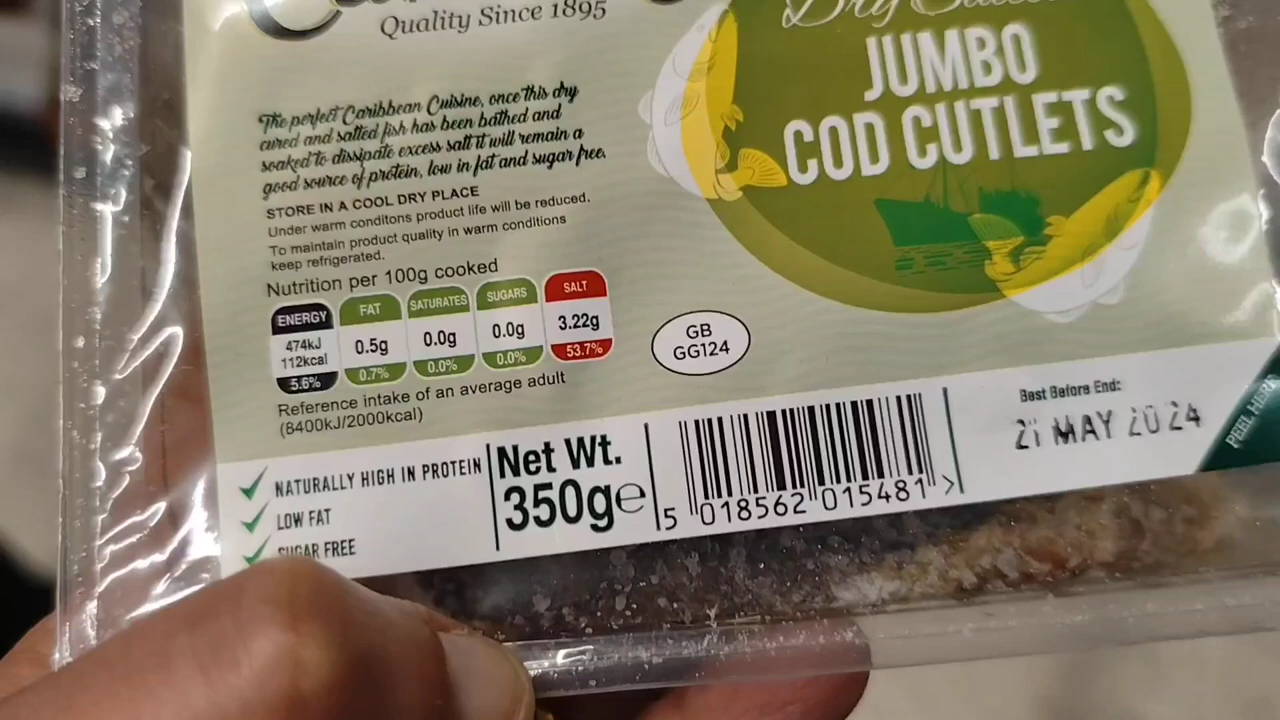 Quality Since 1895
Dry Salted
JUMBO
COD CUTLETS
The perfect Caribbean Cuisine, once this dry
cured and salted fish has been bathed and
soaked to dissipate excess salt it will remain a
good source of protein, low in fat and sugar free.
STORE IN A COOL DRY PLACE
Under warm conditons product life will be reduced.
To maintain product quality in warm conditions
keep refrigerated.
Nutrition per 100g cooked
ENERGY
474kJ
112kcal
5.6%
FAT
0.5g
0.7%
SATURATES
0.0g
0.0%
SUGARS
0.0g
0.0%
SALT
3.22g
53.7%
Reference intake of an average adult
(8400kJ/2000kcal)
GB
GG124
NATURALLY HIGH IN PROTEIN
LOW FAT
SUGAR FREE
Net Wt.
350g℮
5 018562 015481 >
Best Before End:
21 MAY 2024
PEEL HERE